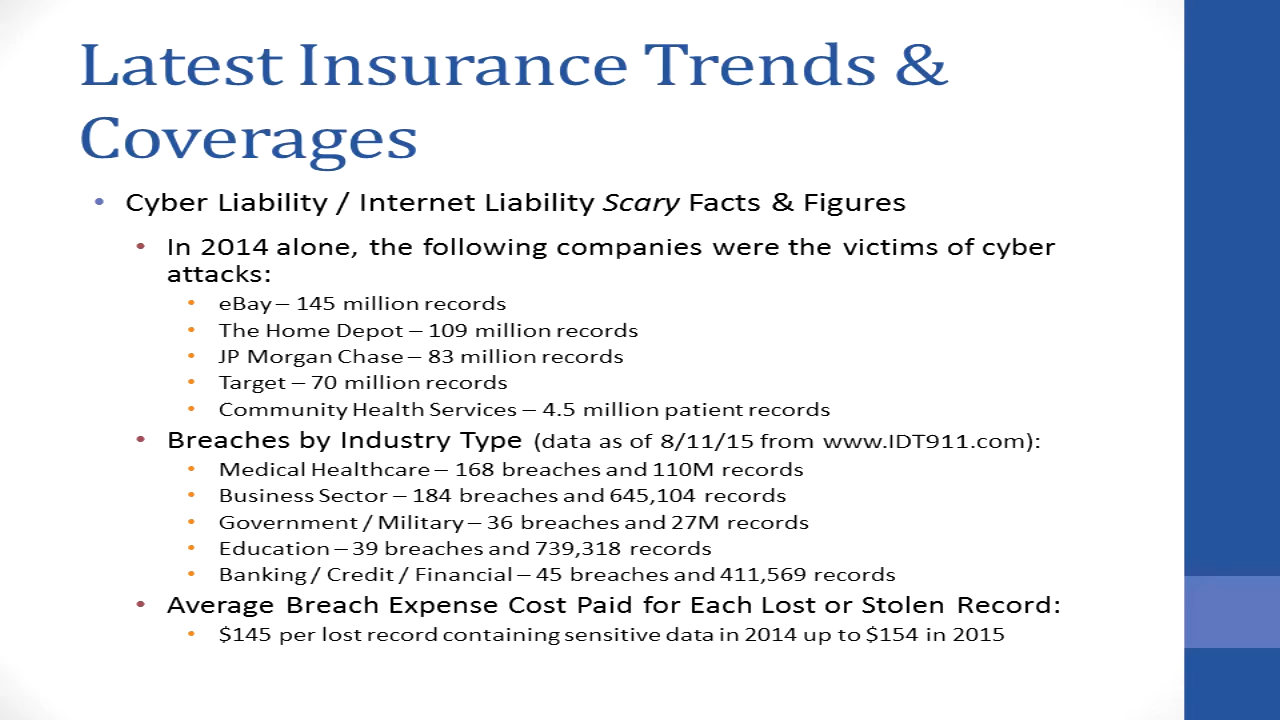 Latest Insurance Trends &
Coverages
• Cyber Liability / Internet Liability Scary Facts & Figures
• In 2014 alone, the following companies were the victims of cyber
attacks:
• eBay – 145 million records
• The Home Depot – 109 million records
• JP Morgan Chase – 83 million records
• Target – 70 million records
• Community Health Services – 4.5 million patient records
• Breaches by Industry Type (data as of 8/11/15 from www.IDT911.com):
• Medical Healthcare – 168 breaches and 110M records
• Business Sector – 184 breaches and 645,104 records
• Government / Military – 36 breaches and 27M records
• Education – 39 breaches and 739,318 records
• Banking / Credit / Financial – 45 breaches and 411,569 records
• Average Breach Expense Cost Paid for Each Lost or Stolen Record:
• $145 per lost record containing sensitive data in 2014 up to $154 in 2015